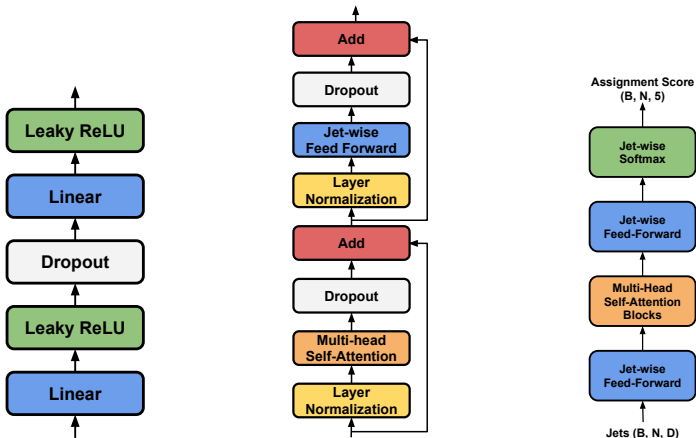 Leaky ReLU
Linear
Dropout
Leaky ReLU
Linear
Add
Dropout
Jet-wise
Feed Forward
Layer
Normalization
Add
Dropout
Multi-head
Self-Attention
Layer
Normalization
Assignment Score
(B, N, 5)
Jet-wise
Softmax
Jet-wise
Feed-Forward
Multi-Head
Self-Attention
Blocks
Jet-wise
Feed-Forward
Jets (B, N, D)